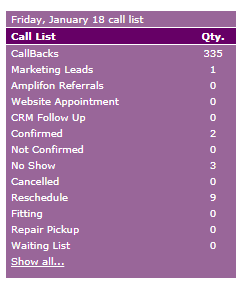 Friday, January 18 call list
Call List Qty.
CallBacks 335
Marketing Leads 1
Amplifon Referrals 0
Website Appointment 0
CRM Follow Up 0
Confirmed 2
Not Confirmed 0
No Show 3
Cancelled 0
Reschedule 9
Fitting 0
Repair Pickup 0
Waiting List 0
Show all...